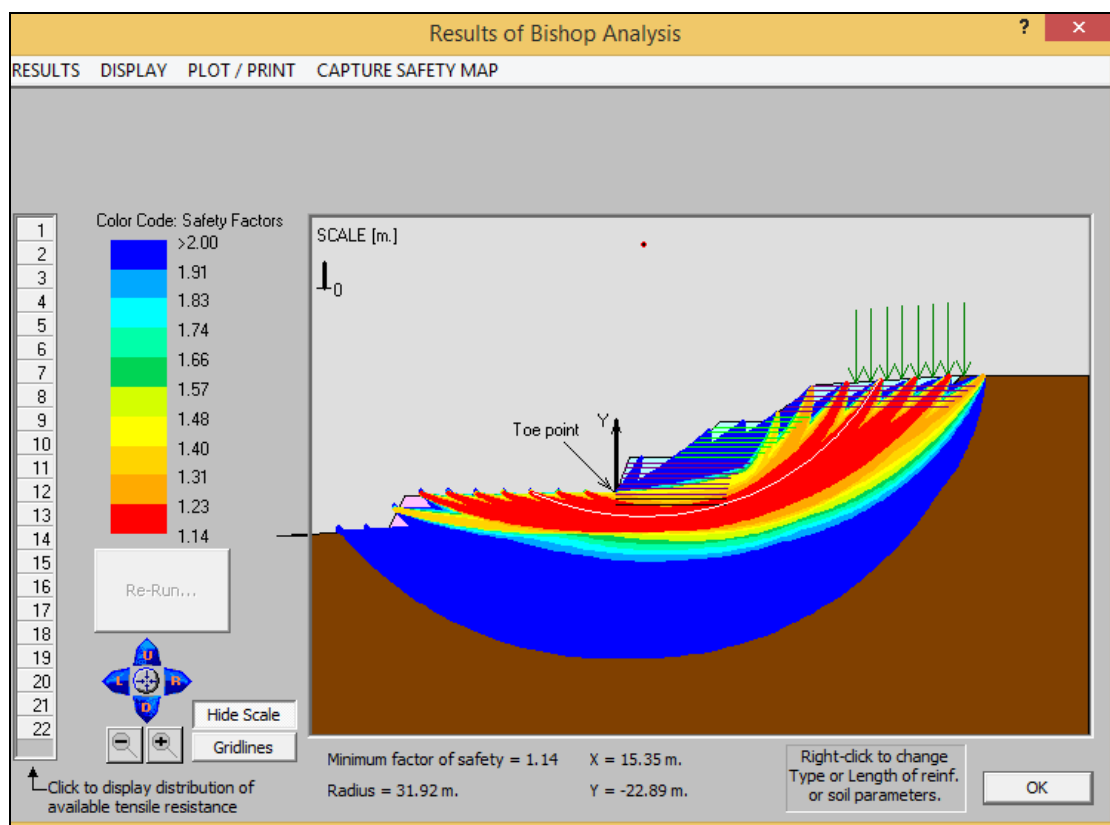 Results of Bishop Analysis
?
×
RESULTS DISPLAY PLOT / PRINT CAPTURE SAFETY MAP
1
2
3
4
5
6
7
8
9
10
11
12
13
14
15
16
17
18
19
20
21
22
Color Code: Safety Factors
>2.00
1.91
1.83
1.74
1.66
1.57
1.48
1.40
1.31
1.23
1.14
Re-Run...
U
L R
D
Hide Scale
Gridlines
Click to display distribution of
available tensile resistance
SCALE [m.]
0
Y
Toe point
Minimum factor of safety = 1.14 X = 15.35 m.
Radius = 31.92 m. Y = -22.89 m.
Right-click to change
Type or Length of reinf.
or soil parameters.
OK